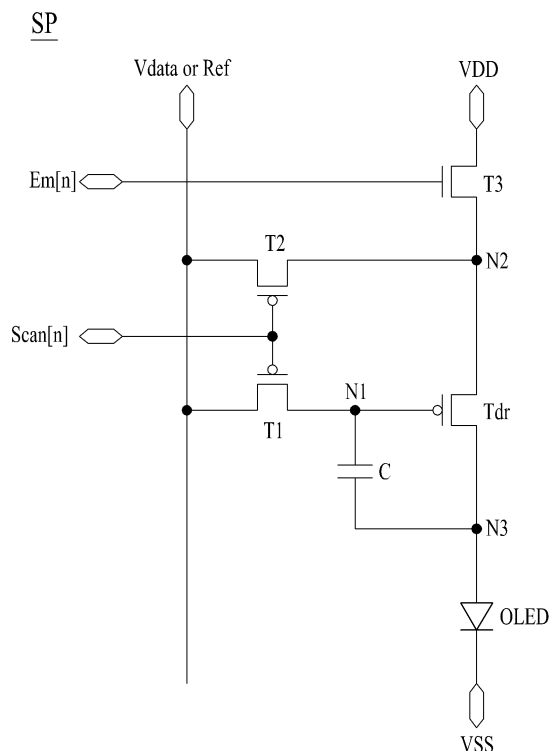 SP
Vdata or Ref
VDD
Em[n]
T3
T2
N2
Scan[n]
N1
Tdr
T1
C
N3
OLED
VSS